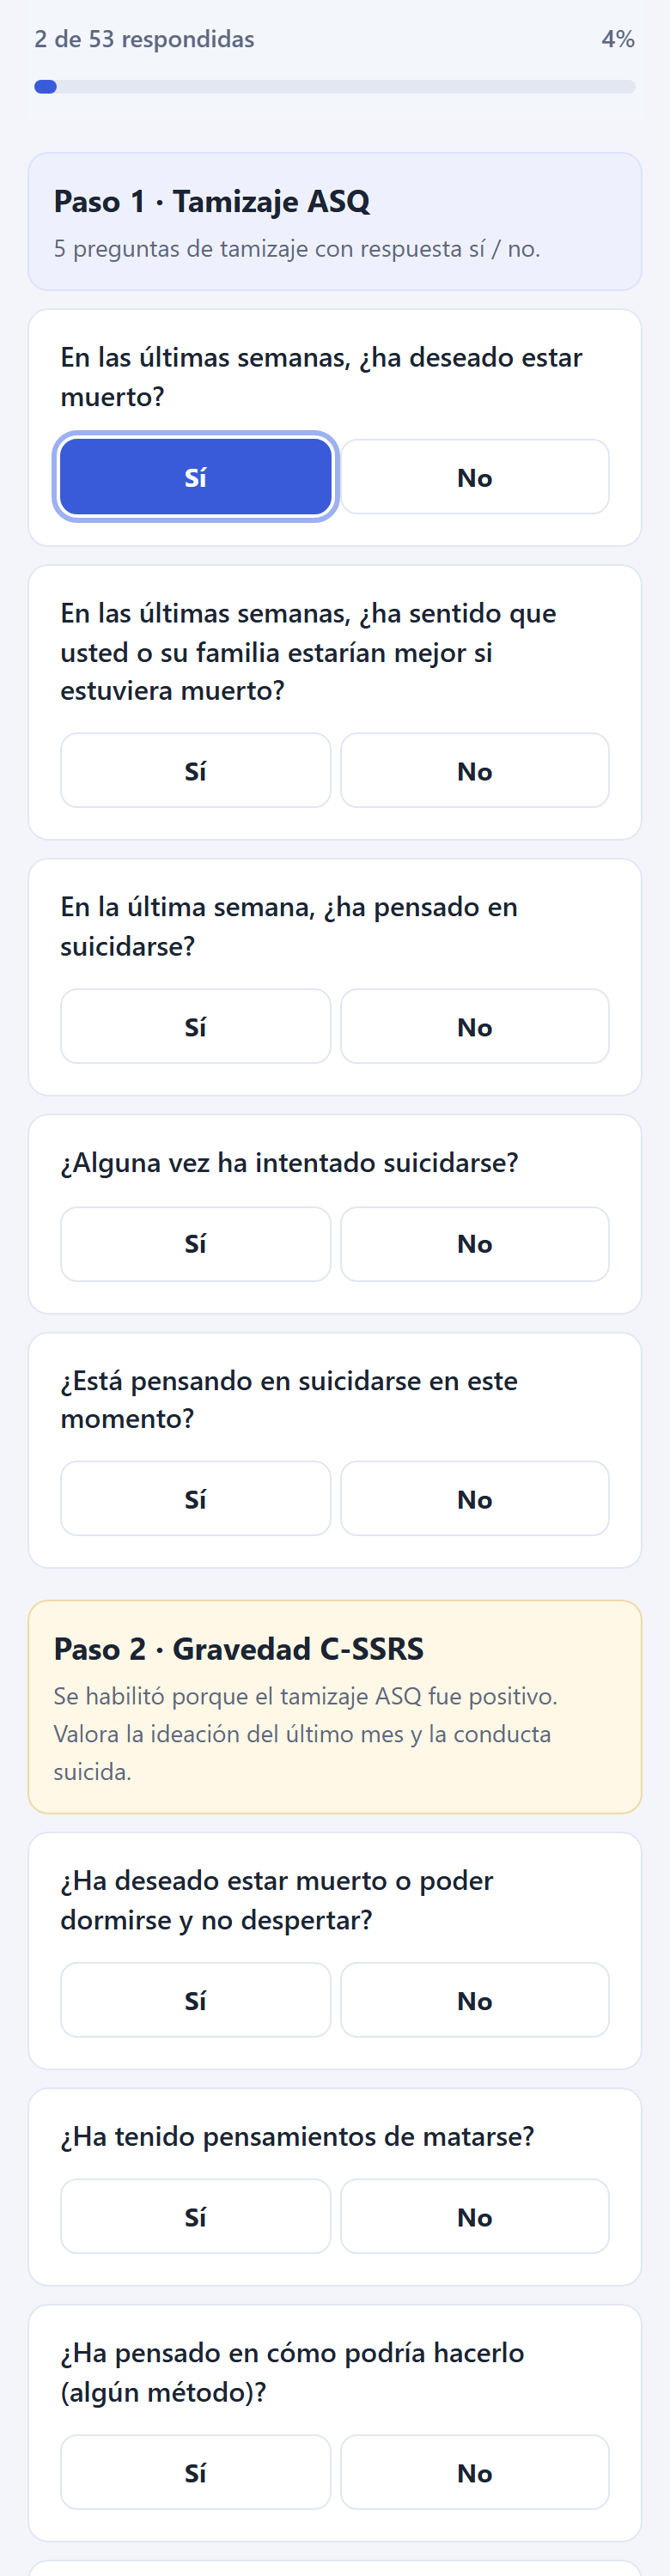 2 de 53 respondidas 4%
Paso 1 · Tamizaje ASQ
5 preguntas de tamizaje con respuesta sí / no.
En las últimas semanas, ¿ha deseado estar
muerto?
Sí No
En las últimas semanas, ¿ha sentido que
usted o su familia estarían mejor si
estuviera muerto?
Sí No
En la última semana, ¿ha pensado en
suicidarse?
Sí No
¿Alguna vez ha intentado suicidarse?
Sí No
¿Está pensando en suicidarse en este
momento?
Sí No
Paso 2 · Gravedad C-SSRS
Se habilitó porque el tamizaje ASQ fue positivo.
Valora la ideación del último mes y la conducta
suicida.
¿Ha deseado estar muerto o poder
dormirse y no despertar?
Sí No
¿Ha tenido pensamientos de matarse?
Sí No
¿Ha pensado en cómo podría hacerlo
(algún método)?
Sí No